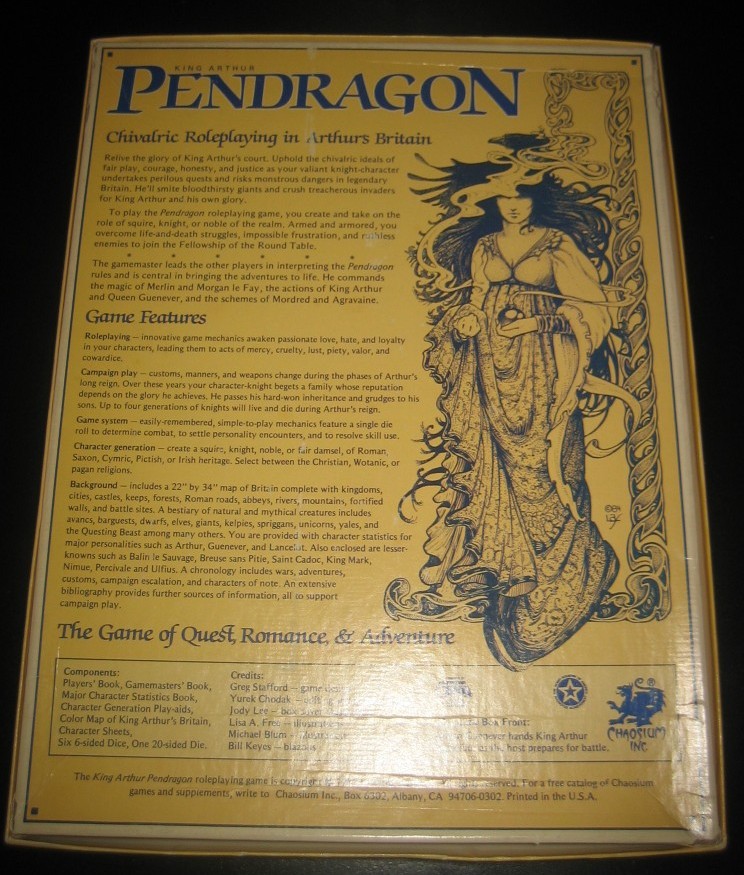 KING ARTHUR
PENDRAGON
Chivalric Roleplaying in Arthur's Britain
Relive the glory of King Arthur's court. Uphold the chivalric ideals of
fair play, courage, honesty, and justice as your valiant knight-character
undertakes perilous quests and risks monstrous dangers in legendary
Britain. He'll smite bloodthirsty giants and crush treacherous invaders
for King Arthur and his own glory.
To play the Pendragon roleplaying game, you create and take on the
role of squire, knight, or noble of the realm. Armed and armored, you
overcome life-and-death struggles, impossible frustration, and ruthless
enemies to join the Fellowship of the Round Table.
* * * * * *
The gamemaster leads the other players in interpreting the Pendragon
rules and is central in bringing the adventures to life. He commands
the magic of Merlin and Morgan le Fay, the actions of King Arthur
and Queen Guenever, and the schemes of Mordred and Agravaine.
Game Features
Roleplaying — innovative game mechanics awaken passionate love, hate, and loyalty
in your characters, leading them to acts of mercy, cruelty, lust, piety, valor, and
cowardice.
Campaign play — customs, manners, and weapons change during the phases of Arthur's
long reign. Over these years your character-knight begets a family whose reputation
depends on the glory he achieves. He passes his hard-won inheritance and grudges to his
sons. Up to four generations of knights will live and die during Arthur's reign.
Game system — easily-remembered, simple-to-play mechanics feature a single die
roll to determine combat, to settle personality encounters, and to resolve skill use.
Character generation — create a squire, knight, noble, or fair damsel, of Roman,
Saxon, Cymric, Pictish, or Irish heritage. Select between the Christian, Wotanic, or
pagan religions.
Background — includes a 22" by 34" map of Britain complete with kingdoms,
cities, castles, keeps, forests, Roman roads, abbeys, rivers, mountains, fortified
walls, and battle sites. A bestiary of natural and mythical creatures includes
avancs, barguests, dwarfs, elves, giants, kelpies, spriggans, unicorns, yales, and
the Questing Beast among many others. You are provided with character statistics for
major personalities such as Arthur, Guenever, and Lancelot. Also enclosed are lesser-
knowns such as Balin le Sauvage, Breuse sans Pitie, Saint Cadoc, King Mark,
Nimue, Percivale and Ulfius. A chronology includes wars, adventures,
customs, campaign escalation, and characters of note. An extensive
bibliography provides further sources of information, all to support
campaign play.
The Game of Quest, Romance, & Adventure
Components:
Players' Book, Gamemasters' Book,
Major Character Statistics Book,
Character Generation Play-aids,
Color Map of King Arthur's Britain,
Character Sheets,
Six 6-sided Dice, One 20-sided Die.
Credits:
Greg Stafford — game
Yurek Chodak —
Jody Lee —
Lisa A. Free —
Michael Blum —
Bill Keyes —
Box Front:
hands King Arthur
host prepares for battle.
CHAOSIUM
INC
The King Arthur Pendragon roleplaying game is reserved. For a free catalog of Chaosium
games and supplements, write to Chaosium Inc., Box 6302, Albany, CA 94706-0302. Printed in the U.S.A.